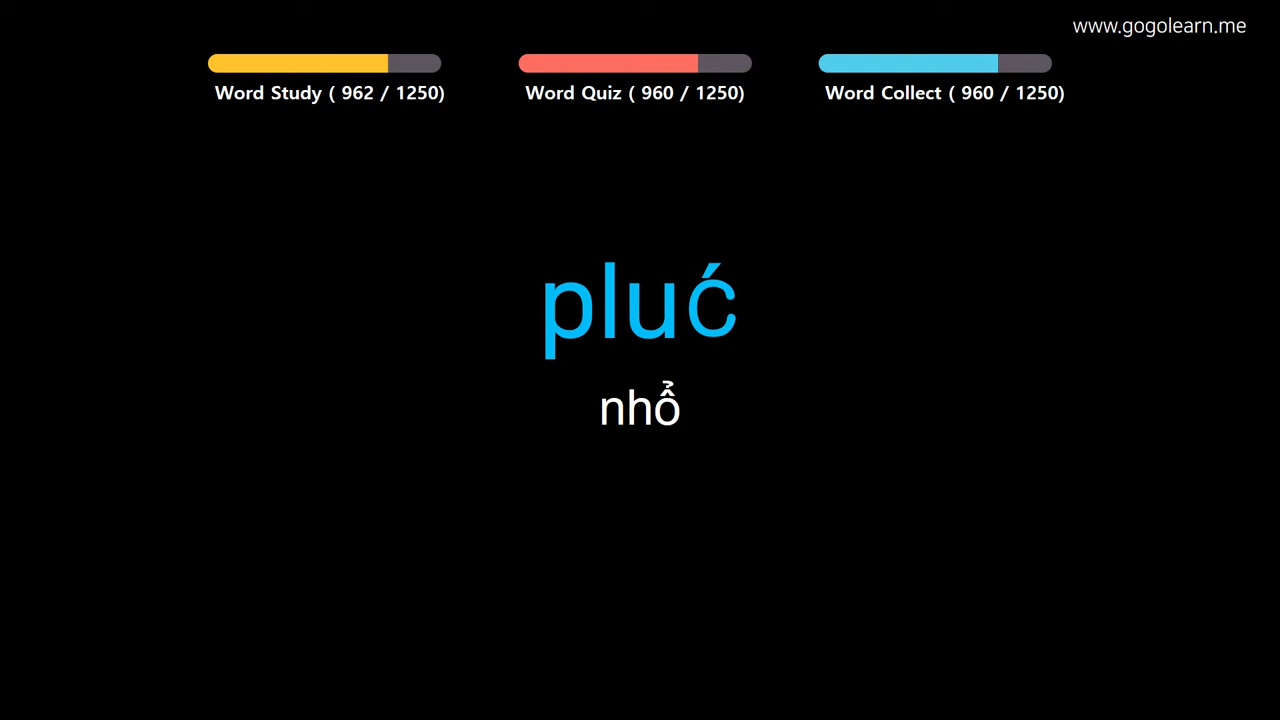 www.gogolearn.me
Word Study ( 962 / 1250)
Word Quiz ( 960 / 1250)
Word Collect ( 960 / 1250)
pluć
nhổ